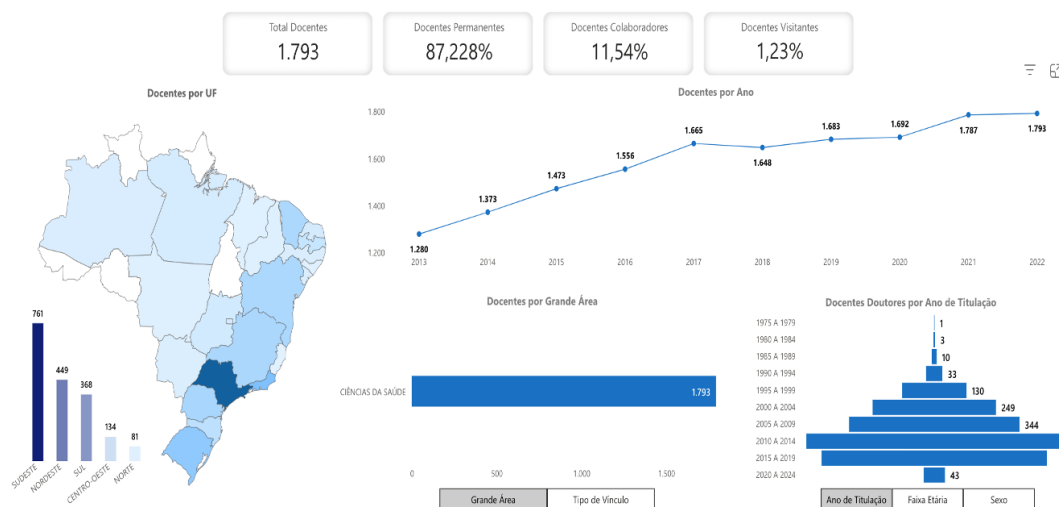 Total Docentes
1.793
Docentes Permanentes
87,228%
Docentes Colaboradores
11,54%
Docentes Visitantes
1,23%
Docentes por UF
761
449
368
134
81
SUDESTE
NORDESTE
SUL
CENTRO-OESTE
NORTE
Docentes por Ano
1.800
1.600
1.400
1.200
1.280
1.373
1.473
1.556
1.665
1.648
1.683
1.692
1.787
1.793
2013
2014
2015
2016
2017
2018
2019
2020
2021
2022
Docentes por Grande Área
CIÊNCIAS DA SAÚDE
1.793
0
500
1.000
1.500
Grande Área
Tipo de Vínculo
Docentes Doutores por Ano de Titulação
1975 A 1979
1
1980 A 1984
3
1985 A 1989
10
1990 A 1994
33
1995 A 1999
130
2000 A 2004
249
2005 A 2009
344
2010 A 2014
2015 A 2019
2020 A 2024
43
Ano de Titulação
Faixa Etária
Sexo